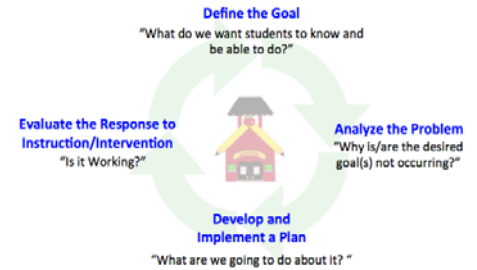 Define the Goal
"What do we want students to know and
be able to do?"
Evaluate the Response to
Instruction/Intervention
"Is it Working?"
Analyze the Problem
"Why is/are the desired
goal(s) not occurring?"
Develop and
Implement a Plan
"What are we going to do about it? "